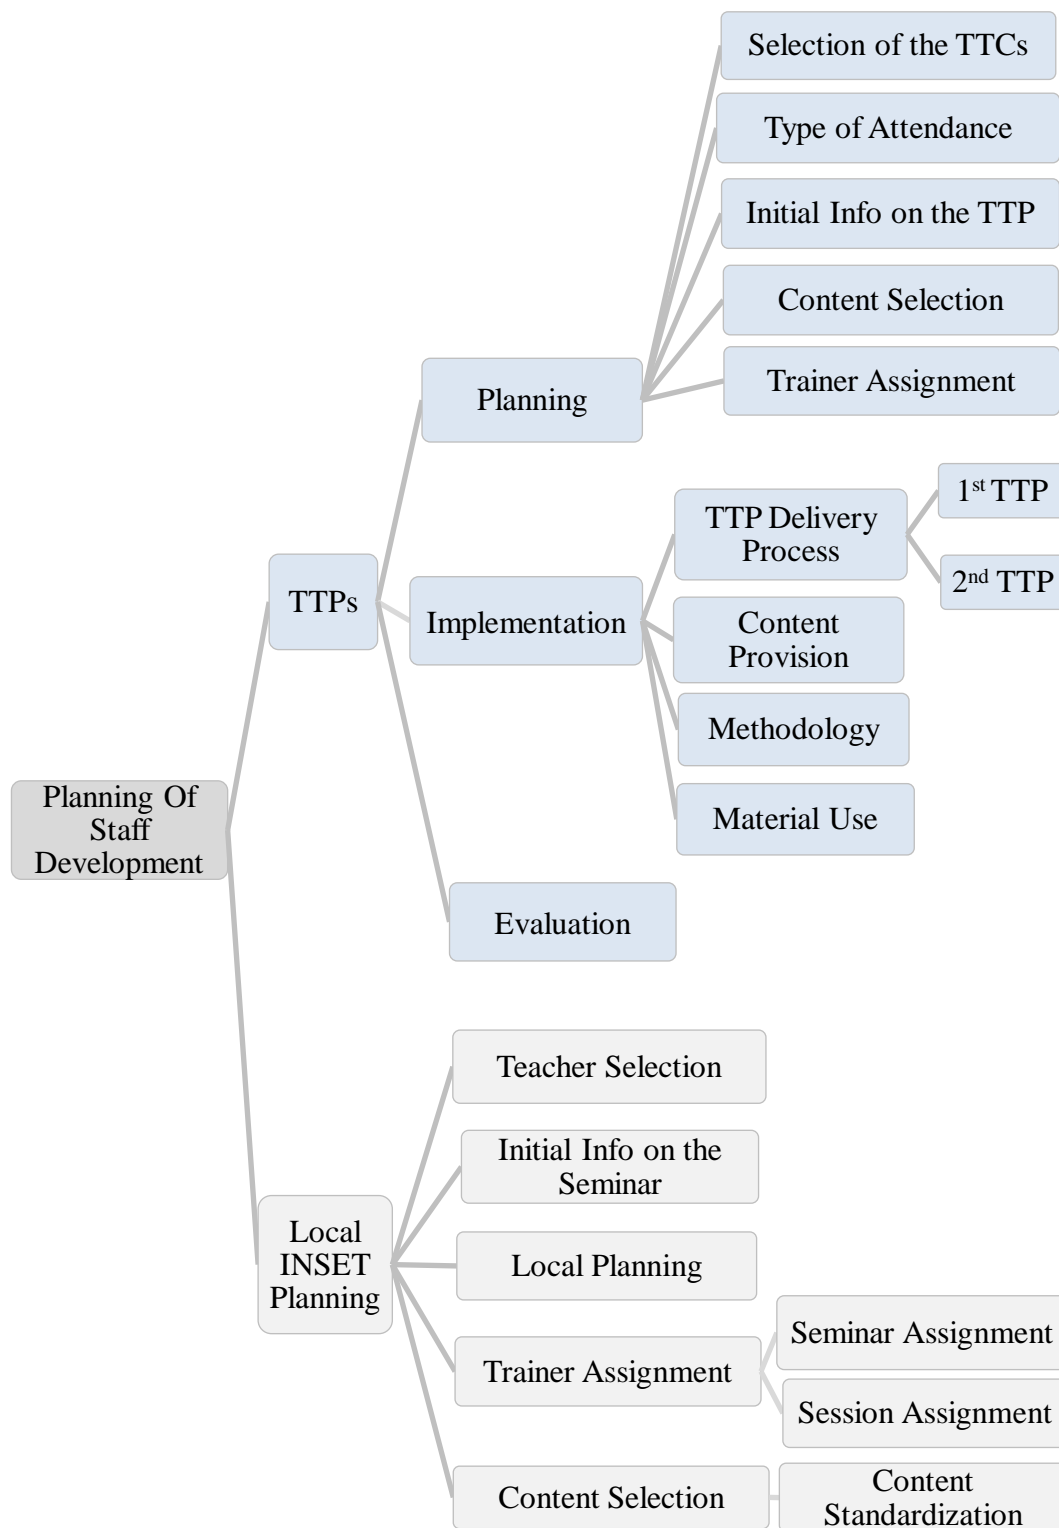 Selection of the TTCs
Type of Attendance
Initial Info on the TTP
Content Selection
Trainer Assignment
Planning
1st TTP
TTP Delivery
Process
2nd TTP
TTPs
Implementation
Content
Provision
Methodology
Material Use
Planning Of
Staff
Development
Evaluation
Teacher Selection
Initial Info on the
Seminar
Local
INSET
Planning
Local Planning
Seminar Assignment
Trainer Assignment
Session Assignment
Content Selection
Content
Standardization